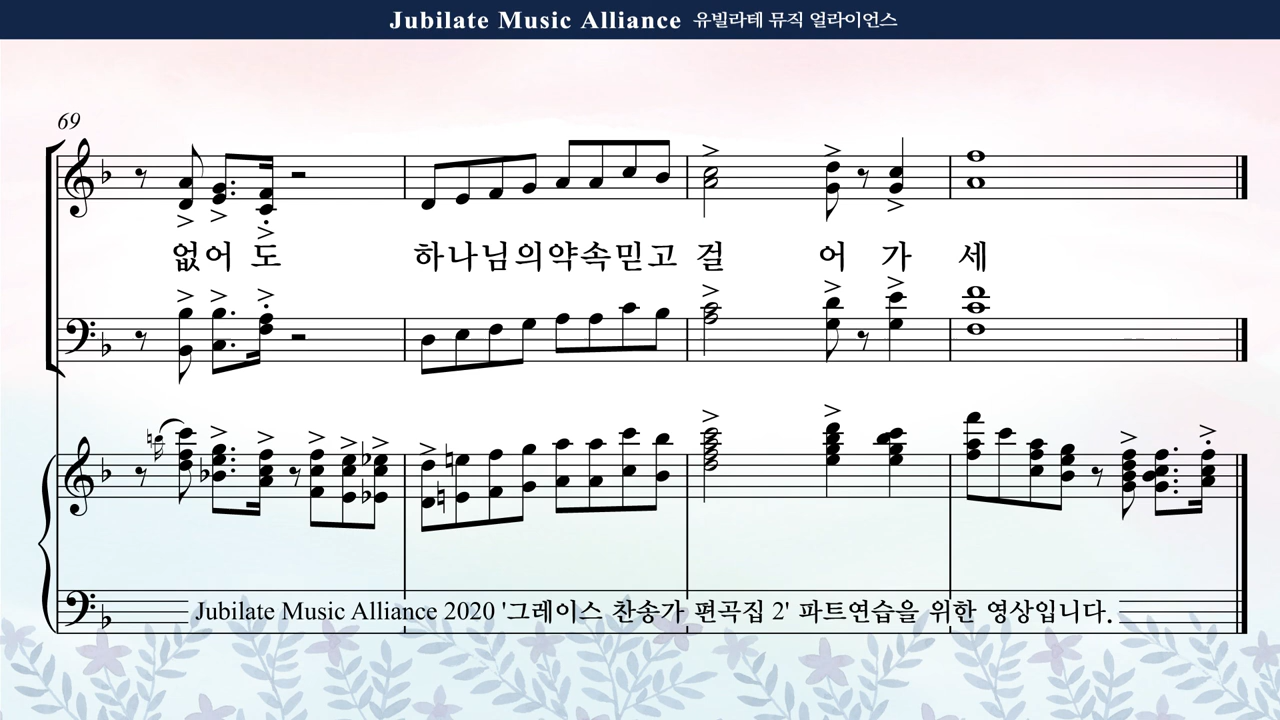 Jubilate Music Alliance 유빌라테 뮤직 얼라이언스
69
없어 도 하나님의약속믿고 걸 어 가 세
Jubilate Music Alliance 2020 '그레이스 찬송가 편곡집 2' 파트연습을 위한 영상입니다.